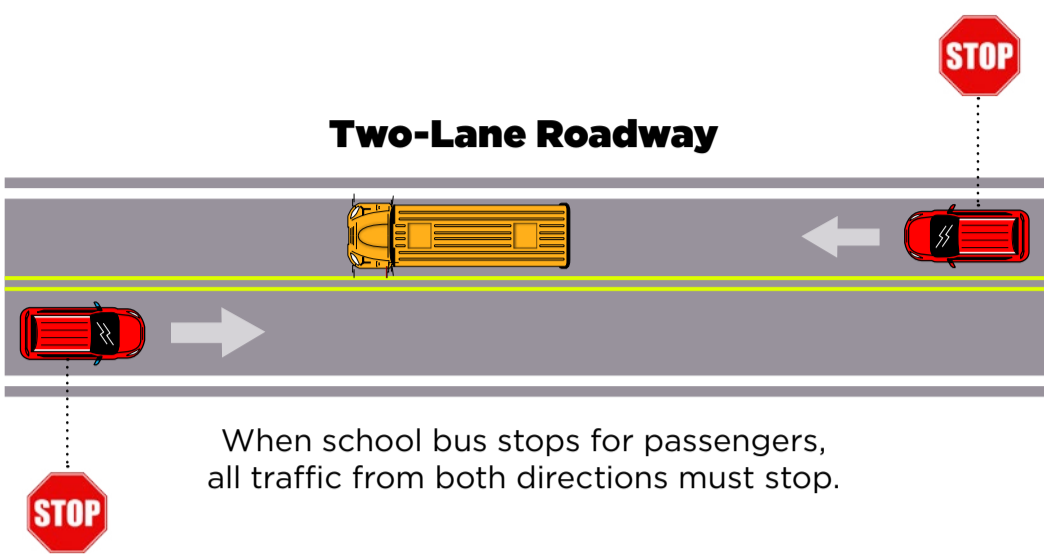 STOP
Two-Lane Roadway
When school bus stops for passengers,
all traffic from both directions must stop.
STOP